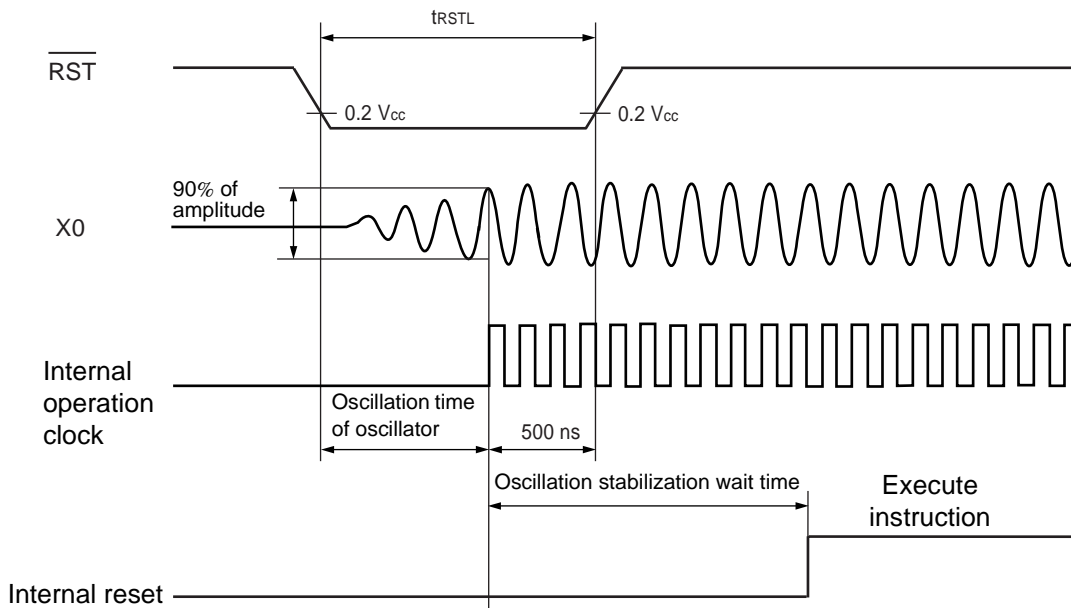 tRSTL
RST
0.2 Vcc
0.2 Vcc
90% of
amplitude
X0
Internal
operation
clock
Oscillation time
of oscillator
500 ns
Oscillation stabilization wait time
Execute
instruction
Internal reset